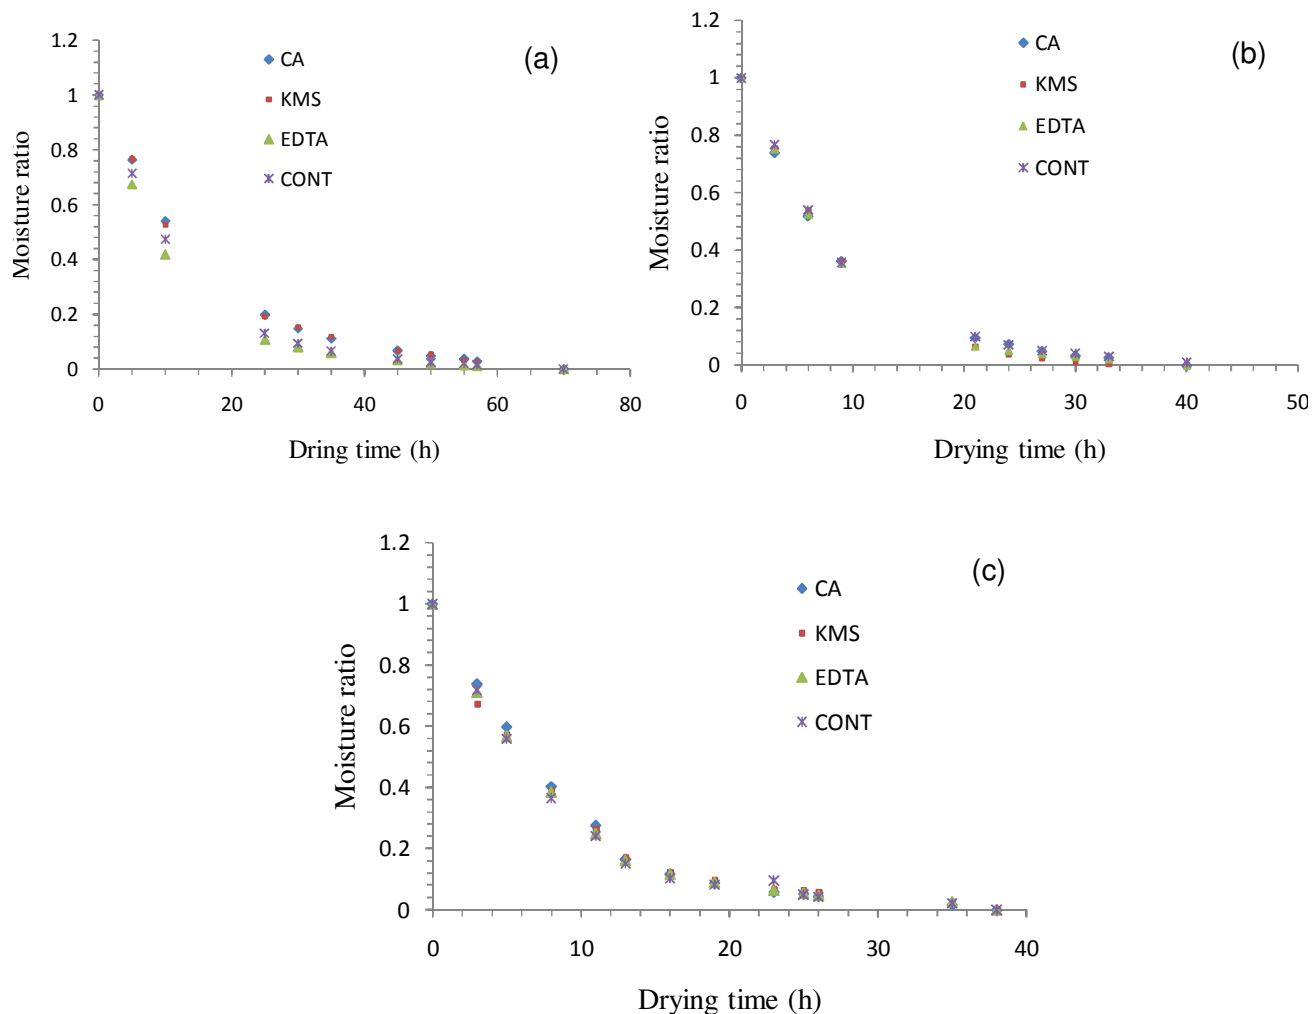 (a)
1.2
1
0.8
0.6
0.4
0.2
0
Moisture ratio
CA
KMS
EDTA
CONT
0 20 40 60 80
Dring time (h)
(b)
1.2
1
0.8
0.6
0.4
0.2
0
Moisture ratio
CA
KMS
EDTA
CONT
0 10 20 30 40 50
Drying time (h)
(c)
1.2
1
0.8
0.6
0.4
0.2
0
Moisture ratio
CA
KMS
EDTA
CONT
0 10 20 30 40
Drying time (h)